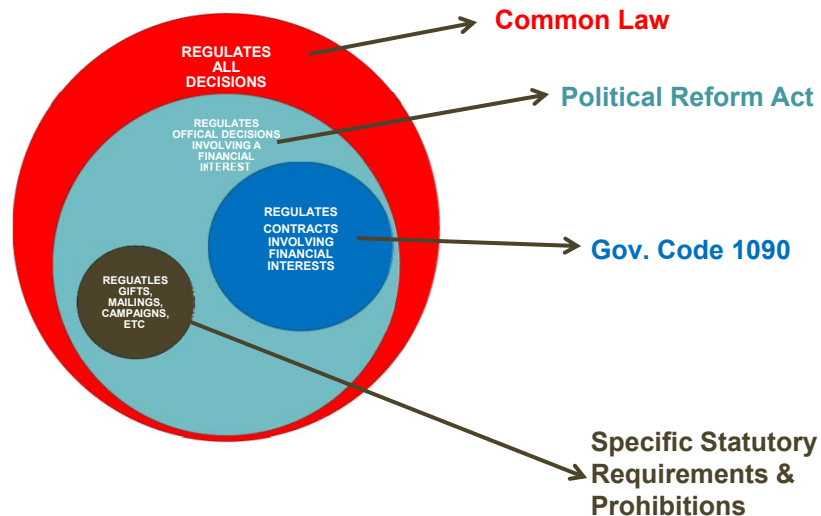 Common Law
REGULATES
ALL
DECISIONS
Political Reform Act
REGULATES
OFFICAL DECISIONS
INVOLVING A
FINANCIAL
INTEREST
REGULATES
CONTRACTS
INVOLVING
FINANCIAL
INTERESTS
Gov. Code 1090
REGUATLES
GIFTS,
MAILINGS,
CAMPAIGNS,
ETC
Specific Statutory
Requirements &
Prohibitions